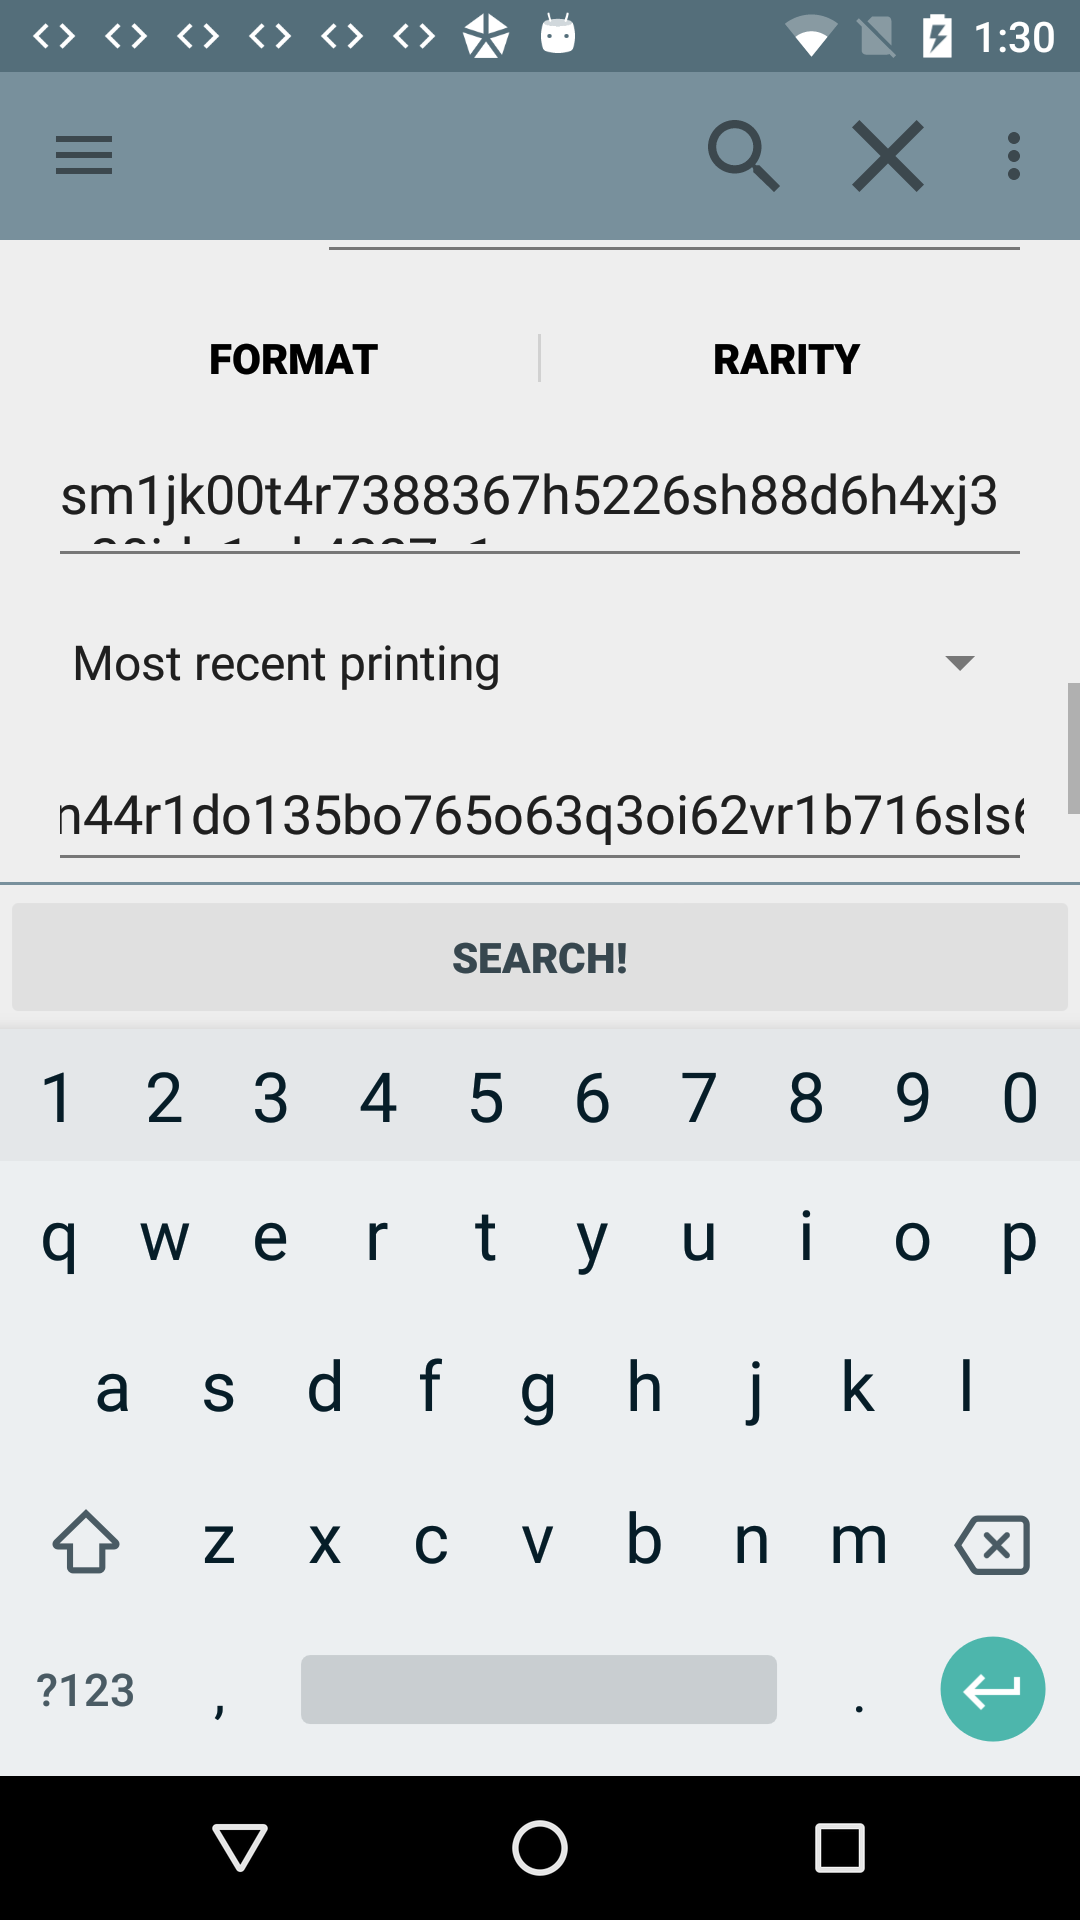 1:30
FORMAT
RARITY
sm1jk00t4r7388367h5226sh88d6h4xj3
Most recent printing
n44r1do135bo765o63q3oi62vr1b716sls6
SEARCH!
1 2 3 4 5 6 7 8 9 0
q w e r t y u i o p
a s d f g h j k l
z x c v b n m
?123 , .